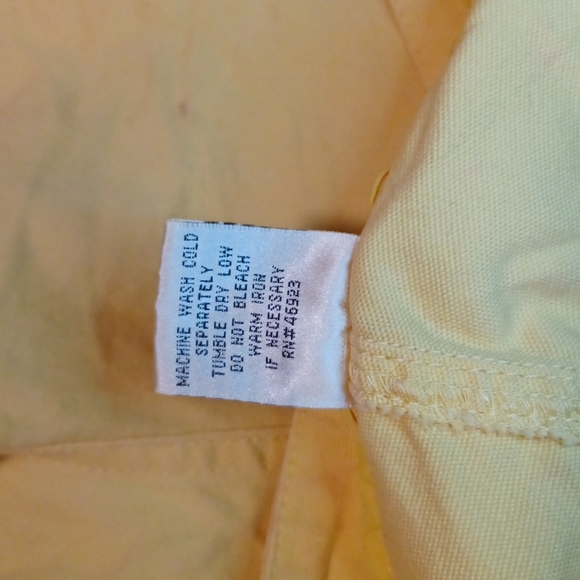 MACHINE WASH COLD
SEPARATELY
TUMBLE DRY LOW
DO NOT BLEACH
WARM IRON
IF NECESSARY
RN#46923